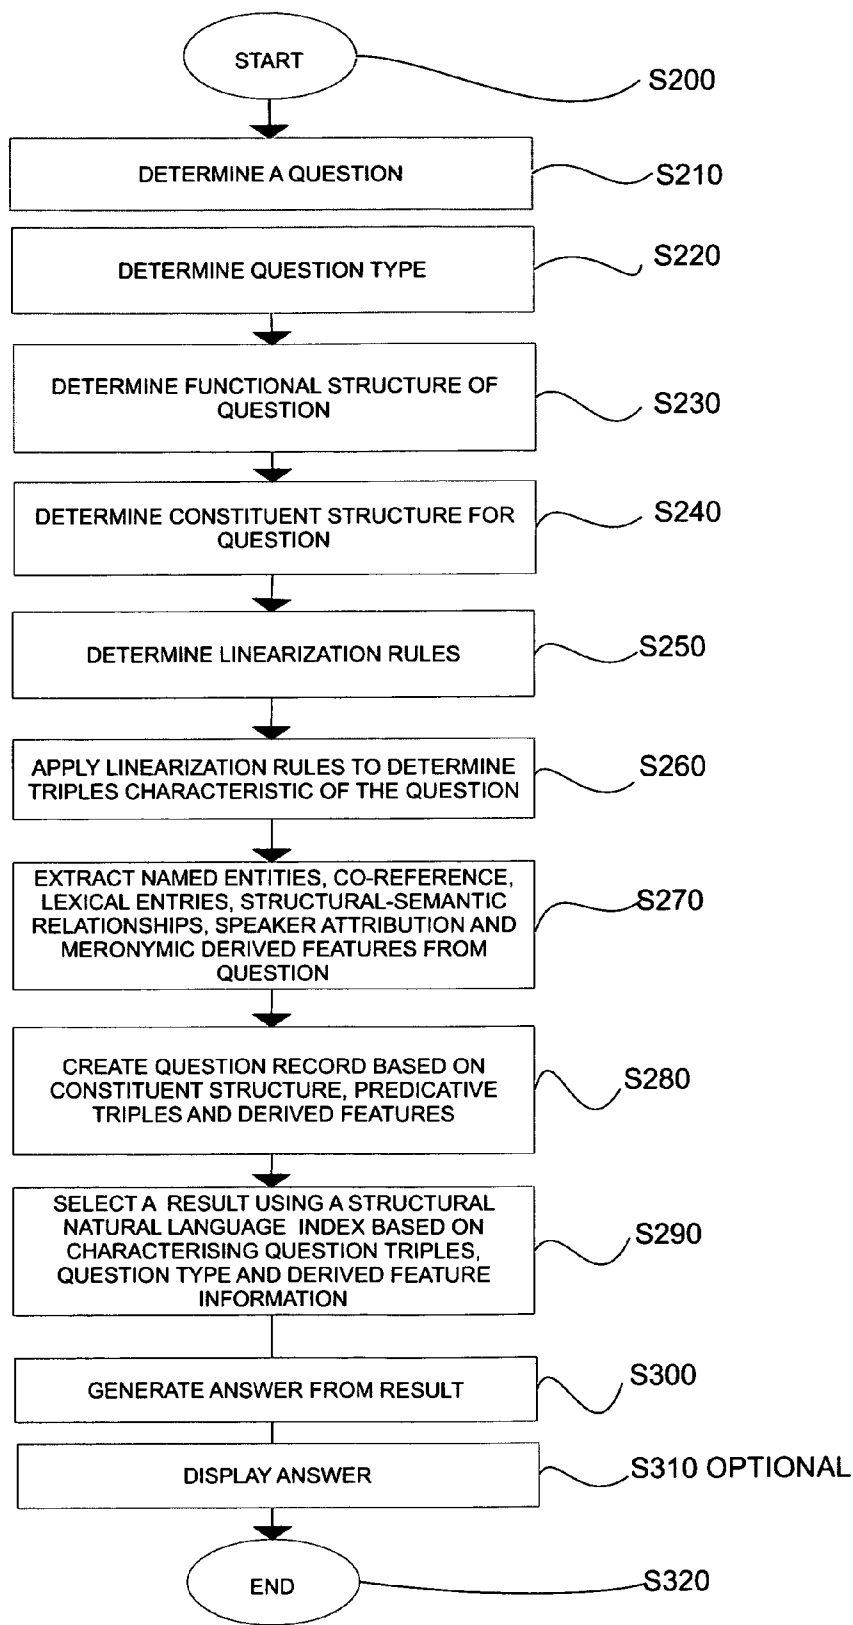 START
S200
DETERMINE A QUESTION
S210
DETERMINE QUESTION TYPE
S220
DETERMINE FUNCTIONAL STRUCTURE OF
QUESTION
S230
DETERMINE CONSTITUENT STRUCTURE FOR
QUESTION
S240
DETERMINE LINEARIZATION RULES
S250
APPLY LINEARIZATION RULES TO DETERMINE
TRIPLES CHARACTERISTIC OF THE QUESTION
S260
EXTRACT NAMED ENTITIES, CO-REFERENCE,
LEXICAL ENTRIES, STRUCTURAL-SEMANTIC
RELATIONSHIPS, SPEAKER ATTRIBUTION AND
MERONYMIC DERIVED FEATURES FROM
QUESTION
S270
CREATE QUESTION RECORD BASED ON
CONSTITUENT STRUCTURE, PREDICATIVE
TRIPLES AND DERIVED FEATURES
S280
SELECT A RESULT USING A STRUCTURAL
NATURAL LANGUAGE INDEX BASED ON
CHARACTERISING QUESTION TRIPLES,
QUESTION TYPE AND DERIVED FEATURE
INFORMATION
S290
GENERATE ANSWER FROM RESULT
S300
DISPLAY ANSWER
S310 OPTIONAL
END
S320